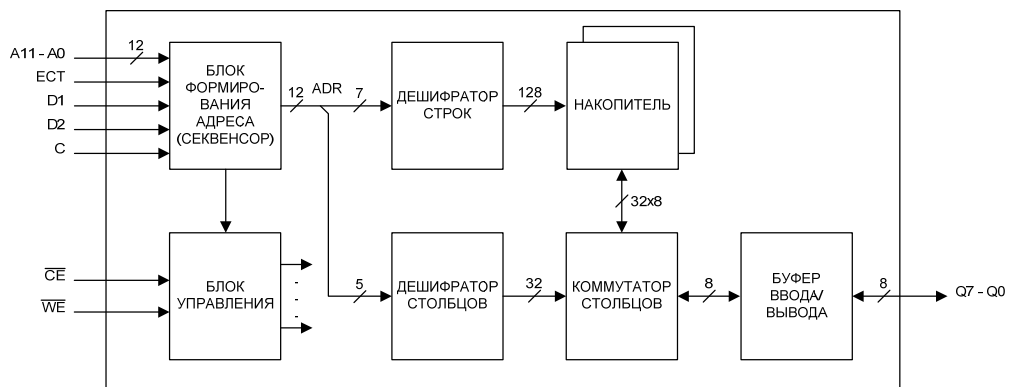 A11 - A0
12
ECT
D1
D2
C
БЛОК
ФОРМИРО-
ВАНИЯ
АДРЕСА
(СЕКВЕНСОР)
12
ADR
7
ДЕШИФРАТОР
СТРОК
128
НАКОПИТЕЛЬ
32x8
CE
WE
БЛОК
УПРАВЛЕНИЯ
5
ДЕШИФРАТОР
СТОЛБЦОВ
32
КОММУТАТОР
СТОЛБЦОВ
8
БУФЕР
ВВОДА/
ВЫВОДА
8
Q7 - Q0